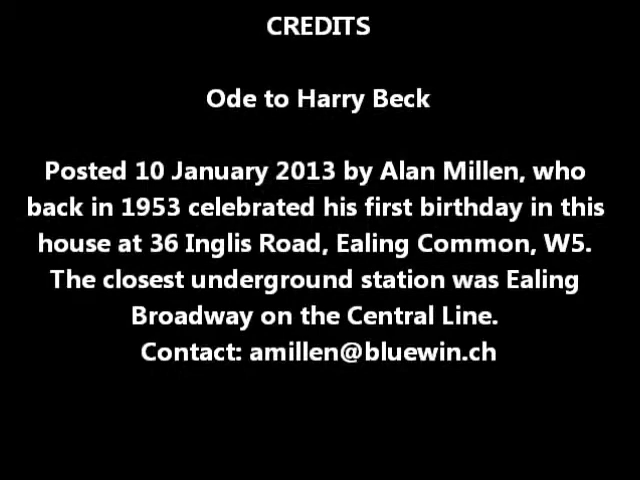 CREDITS
Ode to Harry Beck
Posted 10 January 2013 by Alan Millen, who
back in 1953 celebrated his first birthday in this
house at 36 Inglis Road, Ealing Common, W5.
The closest underground station was Ealing
Broadway on the Central Line.
Contact: amillen@bluewin.ch